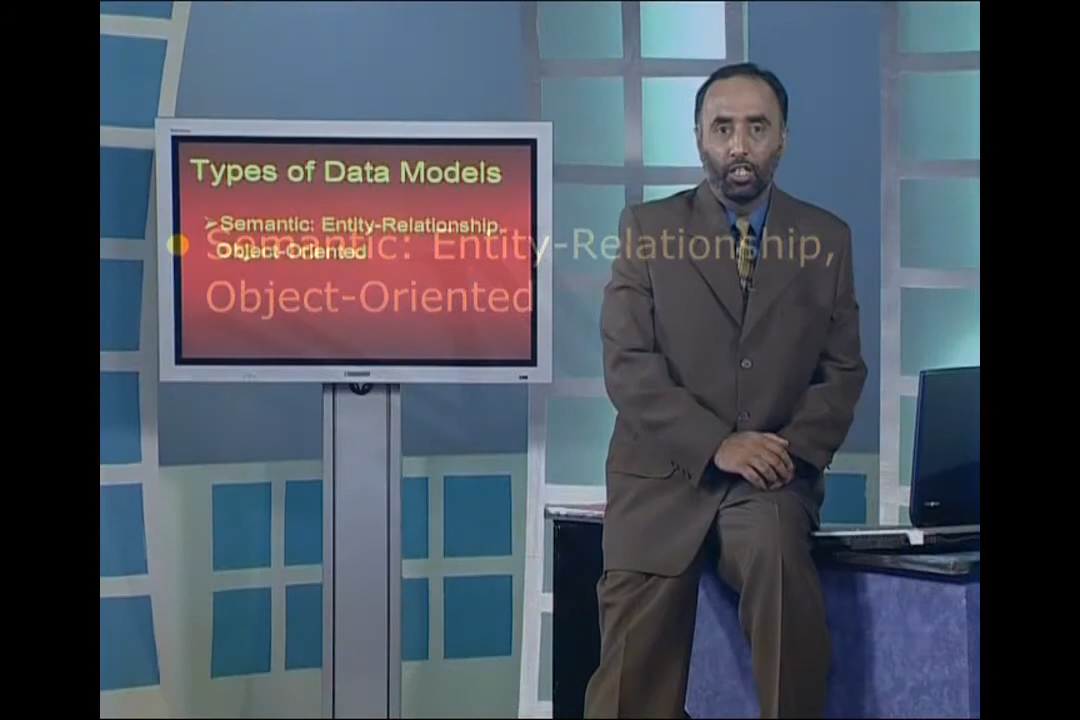 Types of Data Models
➢Semantic: Entity-Relationship,
Object-Oriented
Semantic: Entity-Relationship,
Object-Oriented